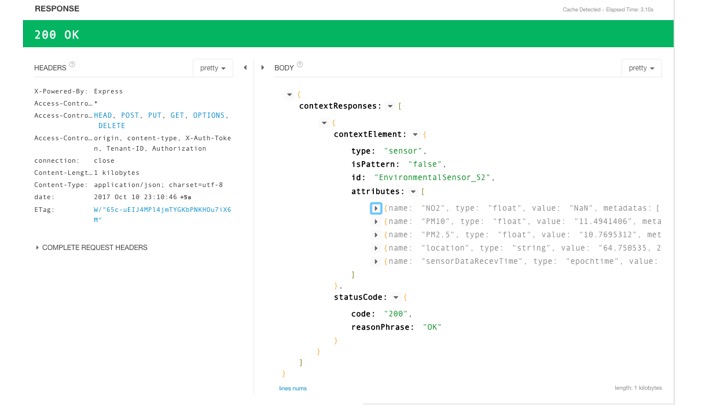 RESPONSE
Cache Detected - Elapsed Time: 3.10s
200 OK
HEADERS
pretty
X-Powered-By: Express
Access-Contro… *
Access-Contro… HEAD, POST, PUT, GET, OPTIONS,
DELETE
Access-Contro… origin, content-type, X-Auth-Toke
n, Tenant-ID, Authorization
connection: close
Content-Lengt… 1 kilobytes
Content-Type: application/json; charset=utf-8
date: 2017 Oct 10 23:10:46 +5s
ETag:
COMPLETE REQUEST HEADERS
BODY
pretty
{
contextResponses: [
{
contextElement: {
type: "sensor",
isPattern: "false",
id: "EnvironmentalSensor_S2",
attributes: [
{name: "NO2", type: "float", value: "NaN", metadatas: [
{name: "PM10", type: "float", value: "11.4941406", meta
{name: "PM2.5", type: "float", value: "10.7695312", met
{name: "location", type: "string", value: "64.750535, 2
{name: "sensorDataRecevTime", type: "epochtime", value:
]
},
statusCode: {
code: "200",
reasonPhrase: "OK"
}
}
]
}
lines nums
length: 1 kilobytes